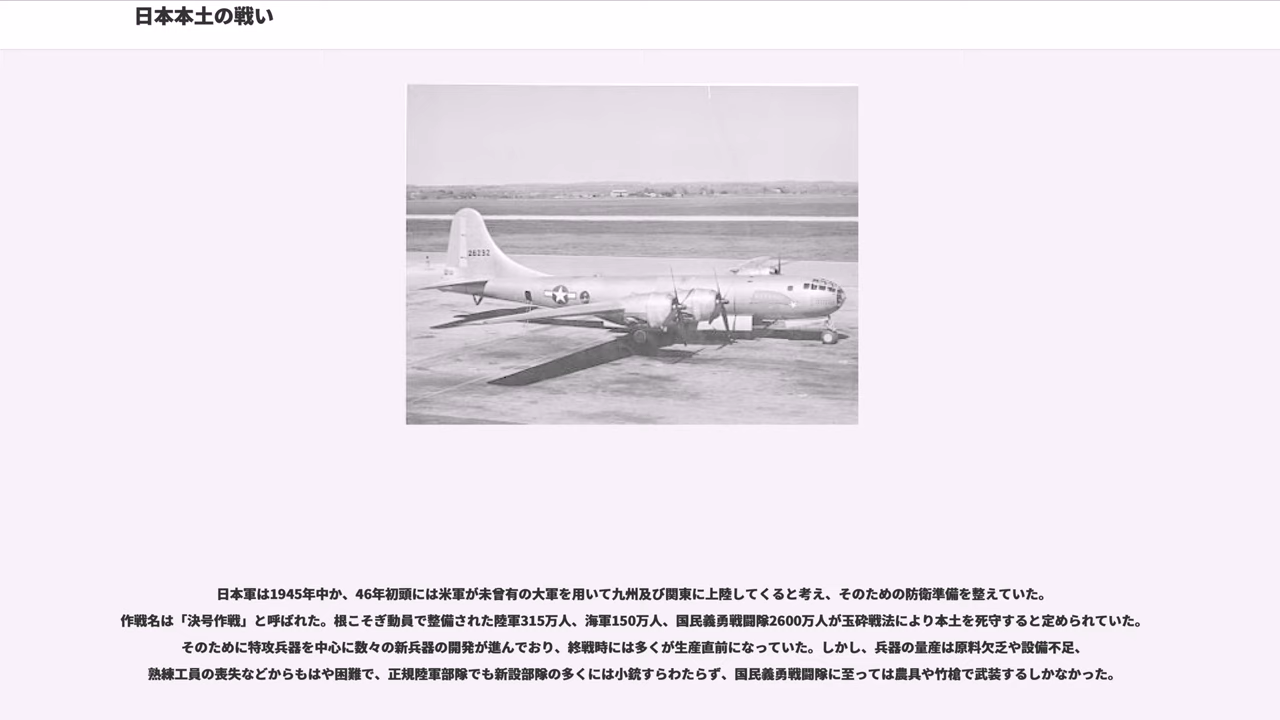 日本本土の戦い
26232
日本軍は1945年中か、46年初頭には米軍が未曾有の大軍を用いて九州及び関東に上陸してくると考え、そのための防衛準備を整えていた。
作戦名は「決号作戦」と呼ばれた。根こそぎ動員で整備された陸軍315万人、海軍150万人、国民義勇戦闘隊2600万人が玉砕戦法により本土を死守すると定められていた。
そのために特攻兵器を中心に数々の新兵器の開発が進んでおり、終戦時には多くが生産直前になっていた。しかし、兵器の量産は原料欠乏や設備不足、
熟練工員の喪失などからもはや困難で、正規陸軍部隊でも新設部隊の多くには小銃すらわたらず、国民義勇戦闘隊に至っては農具や竹槍で武装するしかなかった。